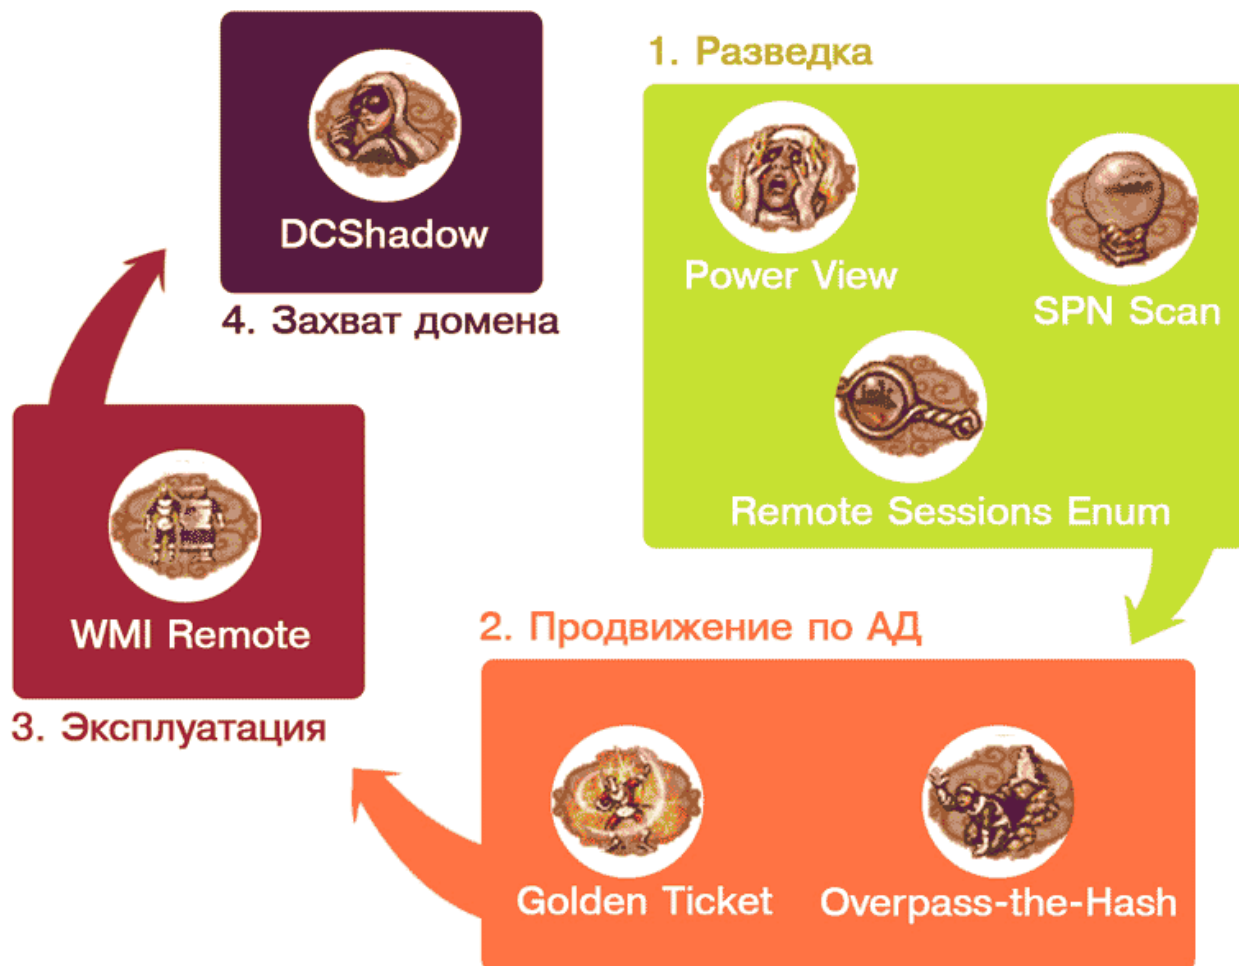 1. Разведка
Power View
SPN Scan
Remote Sessions Enum
2. Продвижение по АД
Golden Ticket
Overpass-the-Hash
3. Эксплуатация
WMI Remote
4. Захват домена
DCShadow